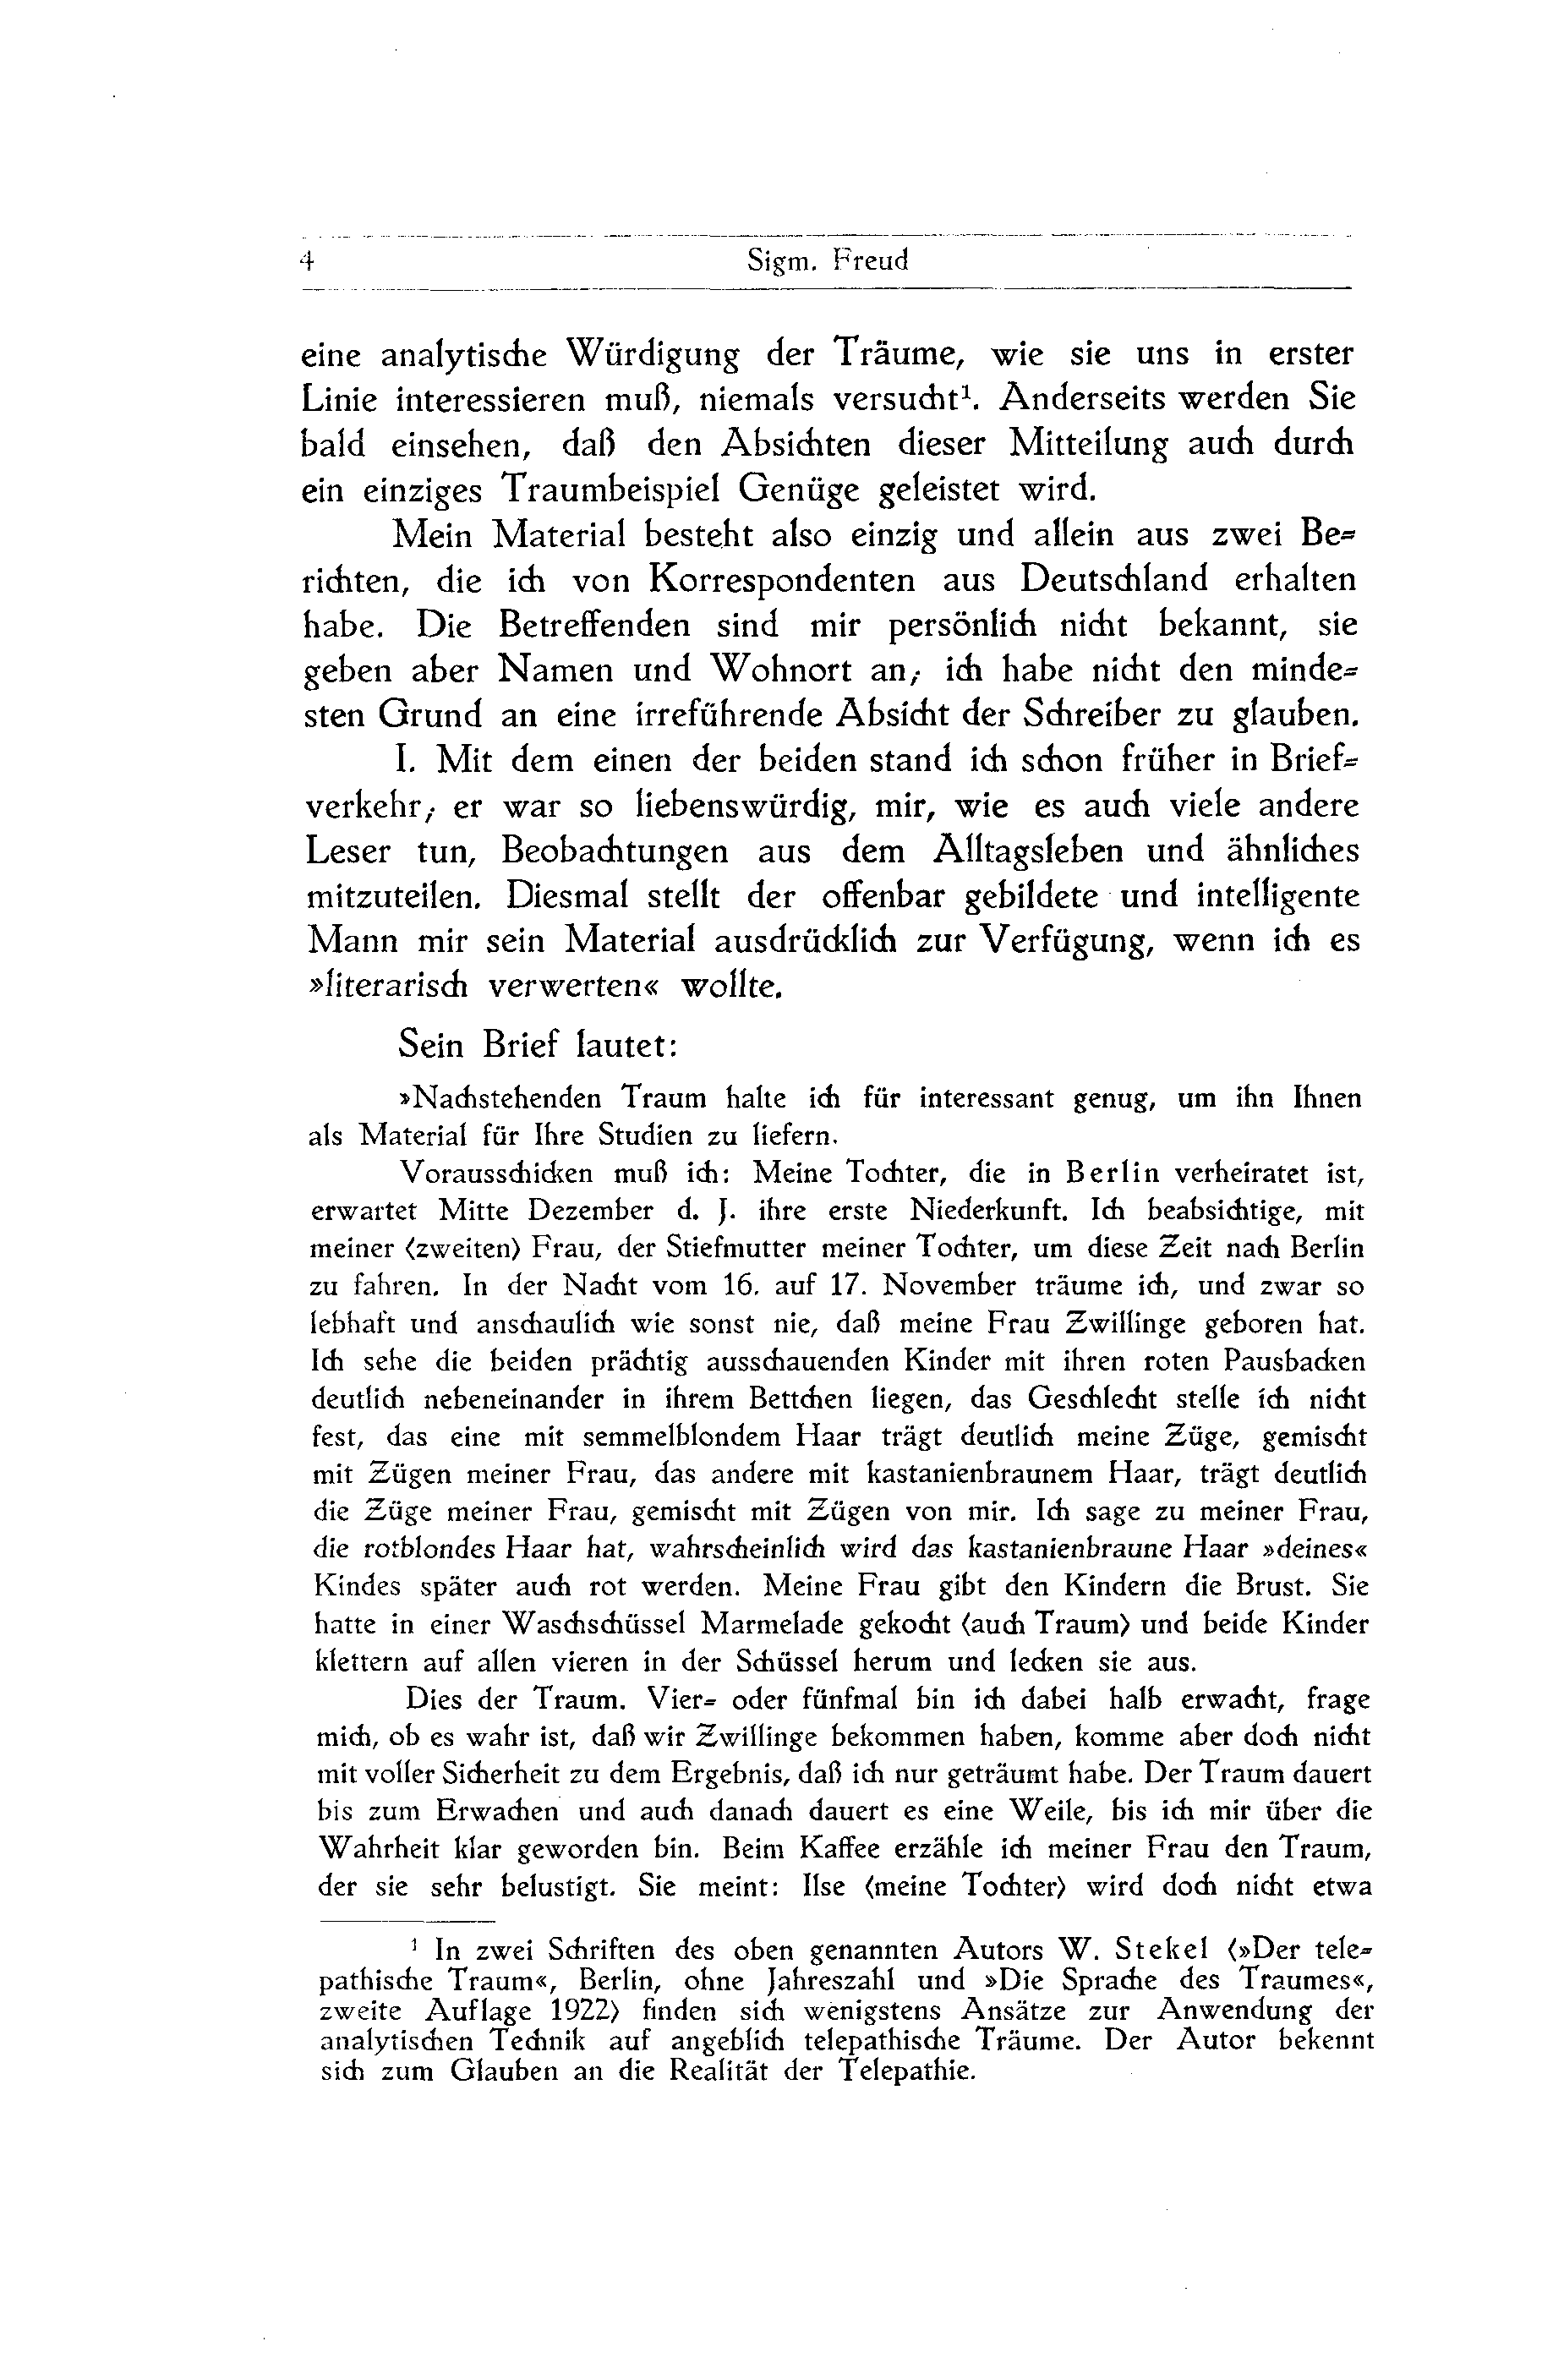 4
Sigm. Freud
eine analytische Würdigung der Träume, wie sie uns in erster
Linie interessieren muß, niemals versucht¹. Anderseits werden Sie
bald einsehen, daß den Absichten dieser Mitteilung auch durch
ein einziges Traumbeispiel Genüge geleistet wird.
Mein Material besteht also einzig und allein aus zwei Be-
richten, die ich von Korrespondenten aus Deutschland erhalten
habe. Die Betreffenden sind mir persönlich nicht bekannt, sie
geben aber Namen und Wohnort an; ich habe nicht den minde-
sten Grund an eine irreführende Absicht der Schreiber zu glauben.
I. Mit dem einen der beiden stand ich schon früher in Brief-
verkehr; er war so liebenswürdig, mir, wie es auch viele andere
Leser tun, Beobachtungen aus dem Alltagsleben und ähnliches
mitzuteilen. Diesmal stellt der offenbar gebildete und intelligente
Mann mir sein Material ausdrücklich zur Verfügung, wenn ich es
»literarisch verwerten« wollte.
Sein Brief lautet:
»Nachstehenden Traum halte ich für interessant genug, um ihn Ihnen
als Material für Ihre Studien zu liefern.
Vorausschicken muß ich: Meine Tochter, die in Berlin verheiratet ist,
erwartet Mitte Dezember d. J. ihre erste Niederkunft. Ich beabsichtige, mit
meiner (zweiten) Frau, der Stiefmutter meiner Tochter, um diese Zeit nach Berlin
zu fahren. In der Nacht vom 16. auf 17. November träume ich, und zwar so
lebhaft und anschaulich wie sonst nie, daß meine Frau Zwillinge geboren hat.
Ich sehe die beiden prächtig ausschauenden Kinder mit ihren roten Pausbacken
deutlich nebeneinander in ihrem Bettchen liegen, das Geschlecht stelle ich nicht
fest, das eine mit semmelblondem Haar trägt deutlich meine Züge, gemischt
mit Zügen meiner Frau, das andere mit kastanienbraunem Haar, trägt deutlich
die Züge meiner Frau, gemischt mit Zügen von mir. Ich sage zu meiner Frau,
die rotblondes Haar hat, wahrscheinlich wird das kastanienbraune Haar »deines«
Kindes später auch rot werden. Meine Frau gibt den Kindern die Brust. Sie
hatte in einer Waschschüssel Marmelade gekocht (auch Traum) und beide Kinder
klettern auf allen vieren in der Schüssel herum und lecken sie aus.
Dies der Traum. Vier- oder fünfmal bin ich dabei halb erwacht, frage
mich, ob es wahr ist, daß wir Zwillinge bekommen haben, komme aber doch nicht
mit voller Sicherheit zu dem Ergebnis, daß ich nur geträumt habe. Der Traum dauert
bis zum Erwachen und auch danach dauert es eine Weile, bis ich mir über die
Wahrheit klar geworden bin. Beim Kaffee erzähle ich meiner Frau den Traum,
der sie sehr belustigt. Sie meint: Ilse (meine Tochter) wird doch nicht etwa
¹ In zwei Schriften des oben genannten Autors W. Stekel (»Der tele-
pathische Traum«, Berlin, ohne Jahreszahl und »Die Sprache des Traumes«,
zweite Auflage 1922) finden sich wenigstens Ansätze zur Anwendung der
analytischen Technik auf angeblich telepathische Träume. Der Autor bekennt
sich zum Glauben an die Realität der Telepathie.